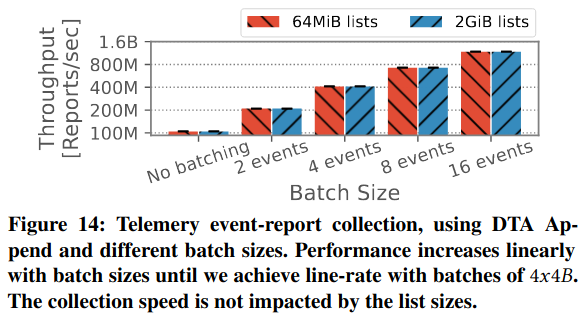 64MiB lists 2GiB lists
Throughput
[Reports/sec]
1.6B
800M
400M
200M
100M
No batching 2 events 4 events 8 events 16 events
Batch Size
Figure 14: Telemery event-report collection, using DTA Ap-
pend and different batch sizes. Performance increases linearly
with batch sizes until we achieve line-rate with batches of 4x4B.
The collection speed is not impacted by the list sizes.